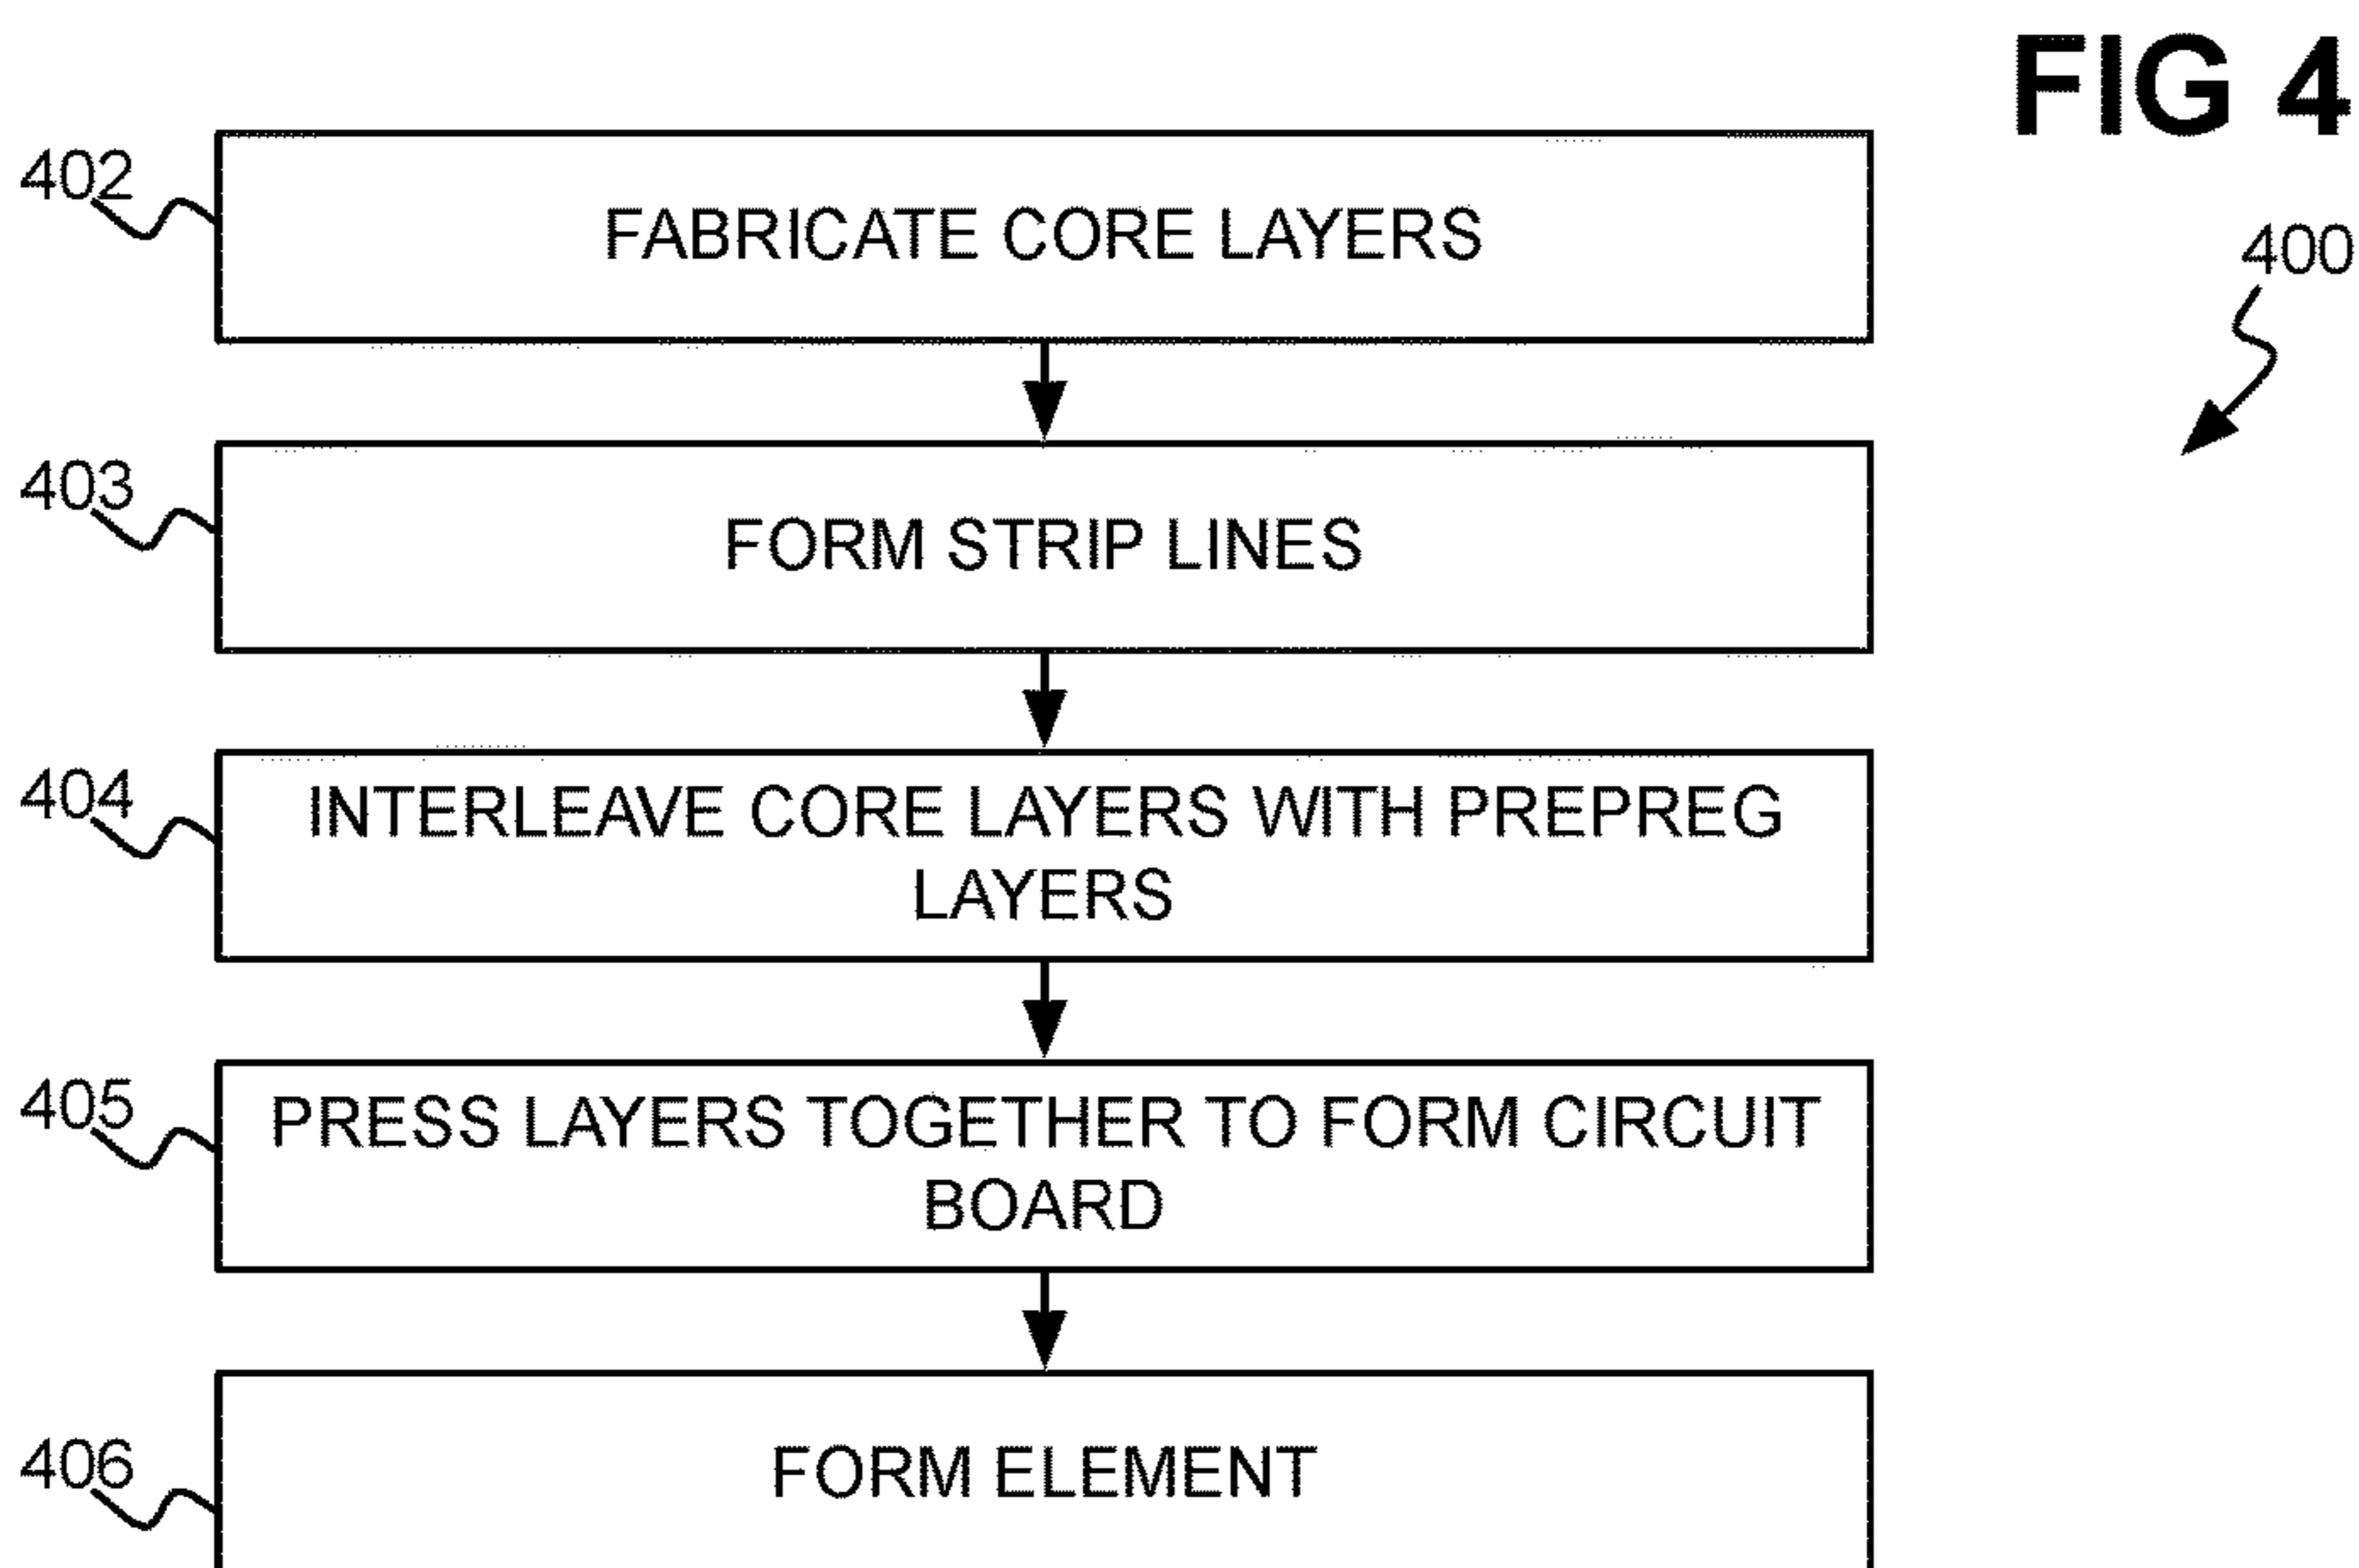 FIG 4
400
402
FABRICATE CORE LAYERS
403
FORM STRIP LINES
404
INTERLEAVE CORE LAYERS WITH PREPREG
LAYERS
405
PRESS LAYERS TOGETHER TO FORM CIRCUIT
BOARD
406
FORM ELEMENT